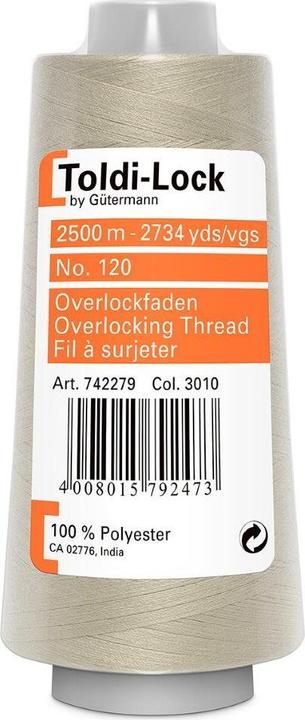 Toldi-Lock
by Gütermann
2500 m - 2734 yds/vgs
No. 120
Overlockfaden
Overlocking Thread
Fil à surjeter
Art. 742279 Col. 3010
4 008015 792473
100 % Polyester
CA 02776, India